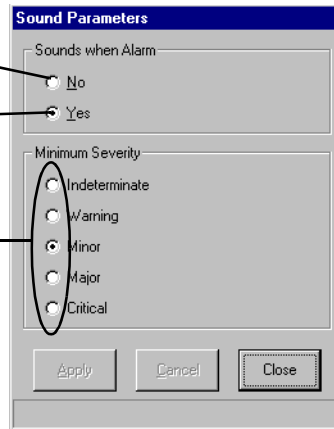 Sound Parameters
Sounds when Alarm
No
Yes
Minimum Severity
Indeterminate
Warning
Minor
Major
Critical
Apply Cancel Close